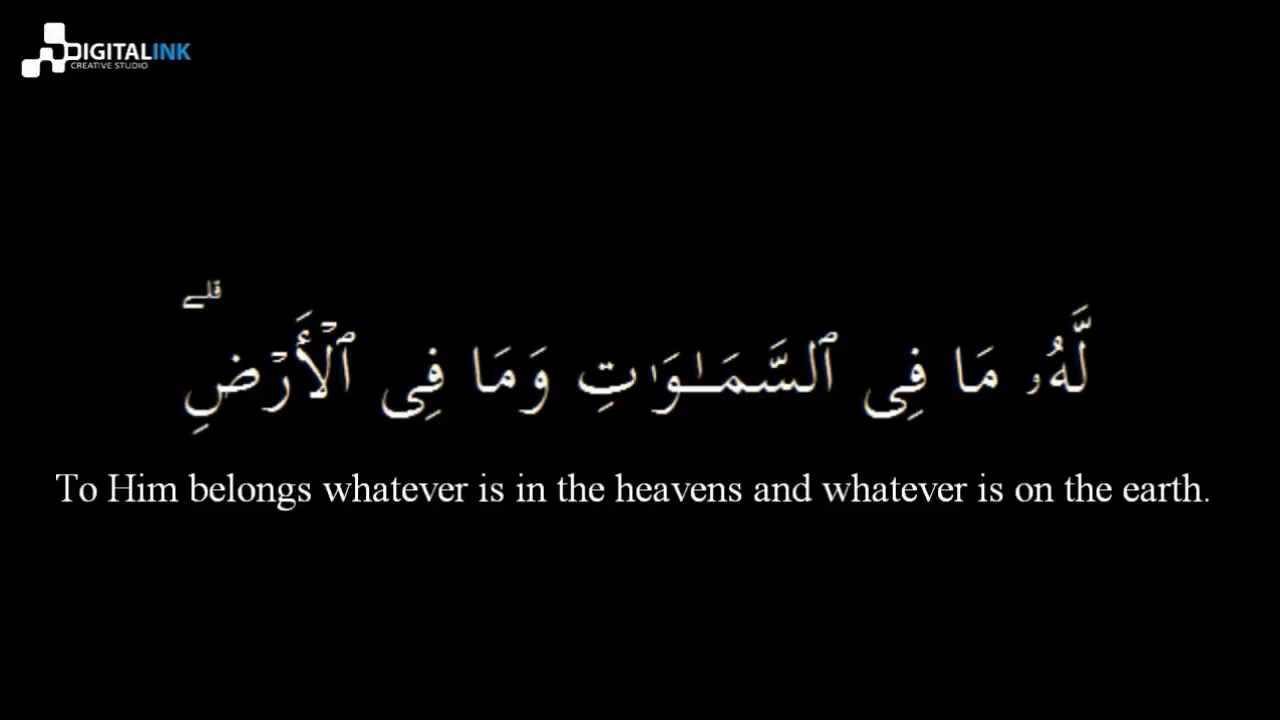 DIGITALINK
CREATIVE STUDIO
لَّهُۥ مَا فِى ٱلسَّمَـٰوَٰتِ وَمَا فِى ٱلْأَرْضِ ۗ
To Him belongs whatever is in the heavens and whatever is on the earth.